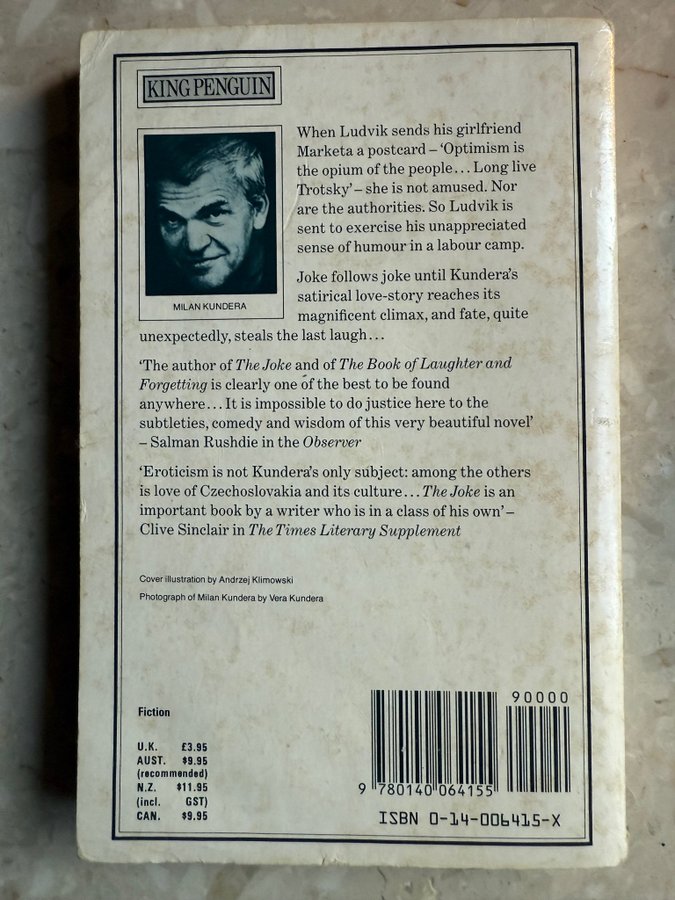 KING PENGUIN
MILAN KUNDERA
When Ludvik sends his girlfriend
Marketa a postcard – ‘Optimism is
the opium of the people... Long live
Trotsky’ – she is not amused. Nor
are the authorities. So Ludvik is
sent to exercise his unappreciated
sense of humour in a labour camp.
Joke follows joke until Kundera’s
satirical love-story reaches its
magnificent climax, and fate, quite
unexpectedly, steals the last laugh...
‘The author of The Joke and of The Book of Laughter and
Forgetting is clearly one of the best to be found
anywhere... It is impossible to do justice here to the
subtleties, comedy and wisdom of this very beautiful novel’
– Salman Rushdie in the Observer
‘Eroticism is not Kundera’s only subject: among the others
is love of Czechoslovakia and its culture... The Joke is an
important book by a writer who is in a class of his own’ –
Clive Sinclair in The Times Literary Supplement
Cover illustration by Andrzej Klimowski
Photograph of Milan Kundera by Vera Kundera
Fiction
U.K. £3.95
AUST. $9.95
(recommended)
N.Z. $11.95
(incl. GST)
CAN. $9.95
90000
9 780140 064155
ISBN 0-14-006415-X